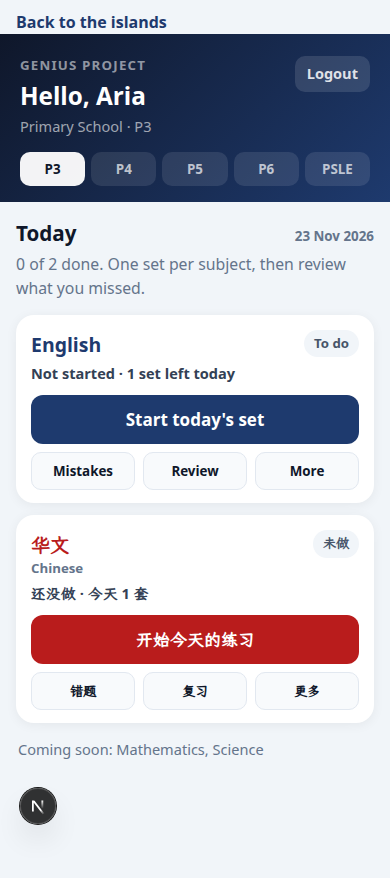 Back to the islands
GENIUS PROJECT
Logout
Hello, Aria
Primary School · P3
P3 P4 P5 P6 PSLE
Today
23 Nov 2026
0 of 2 done. One set per subject, then review
what you missed.
English
To do
Not started · 1 set left today
Start today's set
Mistakes Review More
华文
未做
Chinese
还没做 · 今天 1 套
开始今天的练习
错题 复习 更多
Coming soon: Mathematics, Science
N